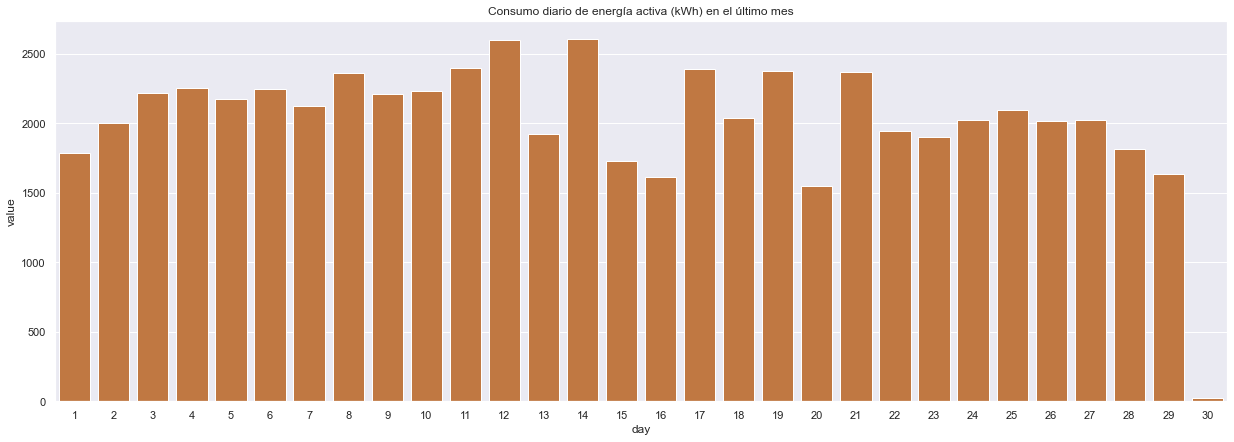 Consumo diario de energía activa (kWh) en el último mes
value
2500
2000
1500
1000
500
0
1 2 3 4 5 6 7 8 9 10 11 12 13 14 15 16 17 18 19 20 21 22 23 24 25 26 27 28 29 30
day